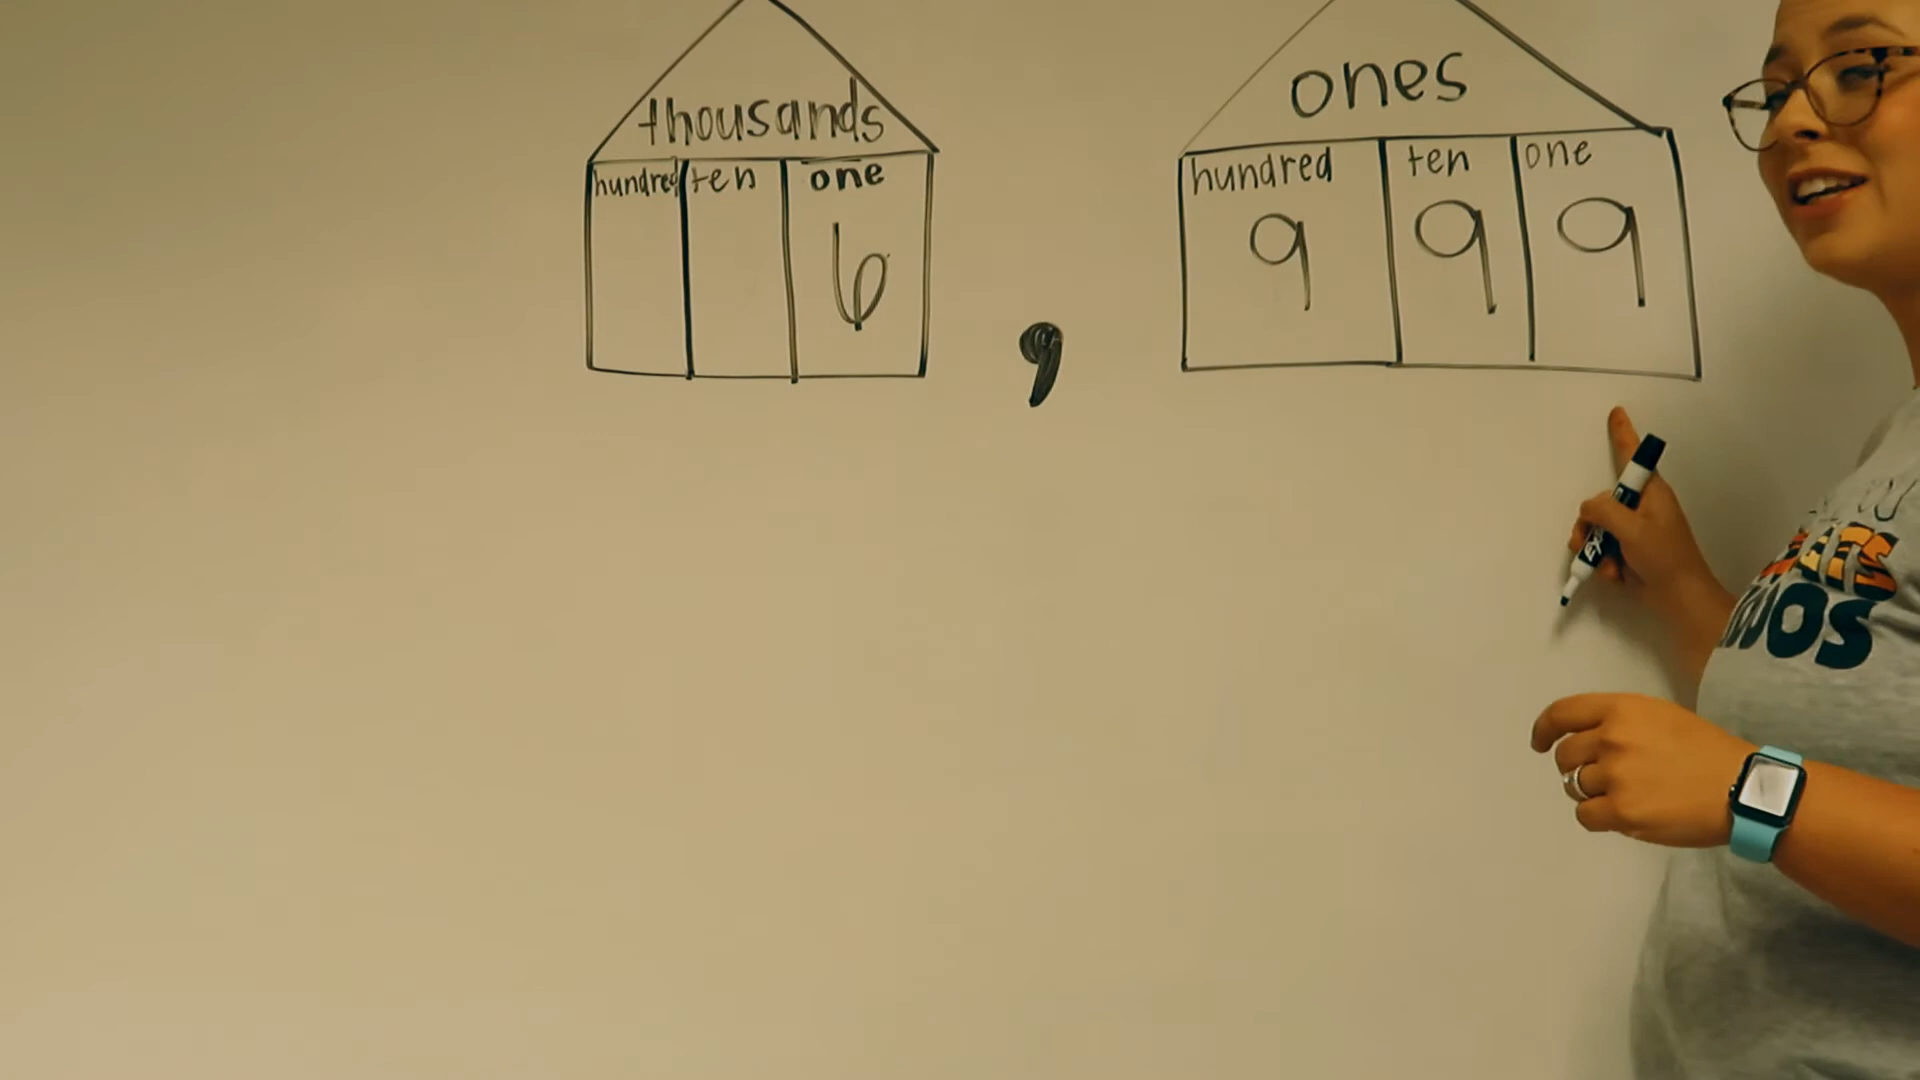 thousands
hundred ten one
6
,
ones
hundred ten one
9 9 9